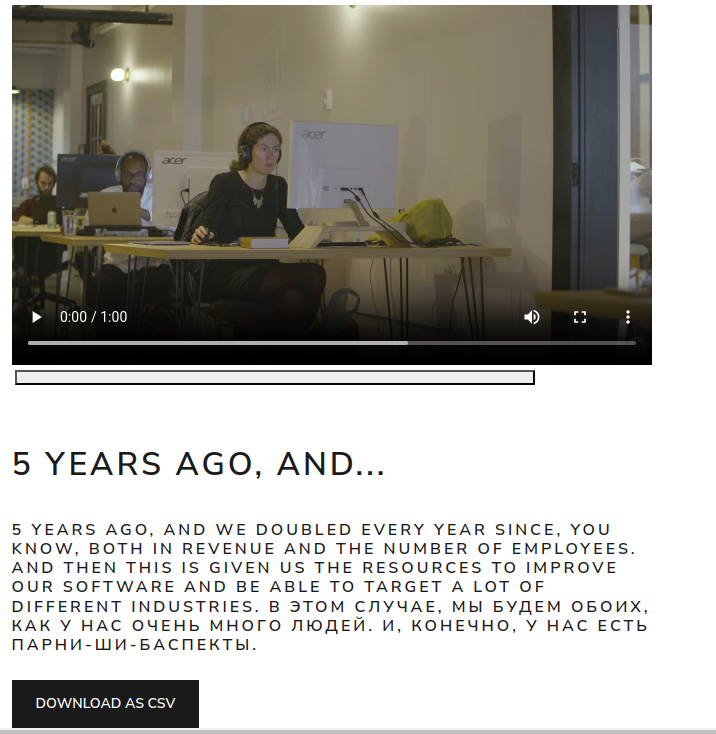 acer
acer
acer
0:00 / 1:00
5 YEARS AGO, AND...
5 YEARS AGO, AND WE DOUBLED EVERY YEAR SINCE, YOU
KNOW, BOTH IN REVENUE AND THE NUMBER OF EMPLOYEES.
AND THEN THIS IS GIVEN US THE RESOURCES TO IMPROVE
OUR SOFTWARE AND BE ABLE TO TARGET A LOT OF
DIFFERENT INDUSTRIES. В ЭТОМ СЛУЧАЕ, МЫ БУДЕМ ОБОИХ,
КАК У НАС ОЧЕНЬ МНОГО ЛЮДЕЙ. И, КОНЕЧНО, У НАС ЕСТЬ
ПАРНИ-ШИ-БАСПЕКТЫ.
DOWNLOAD AS CSV